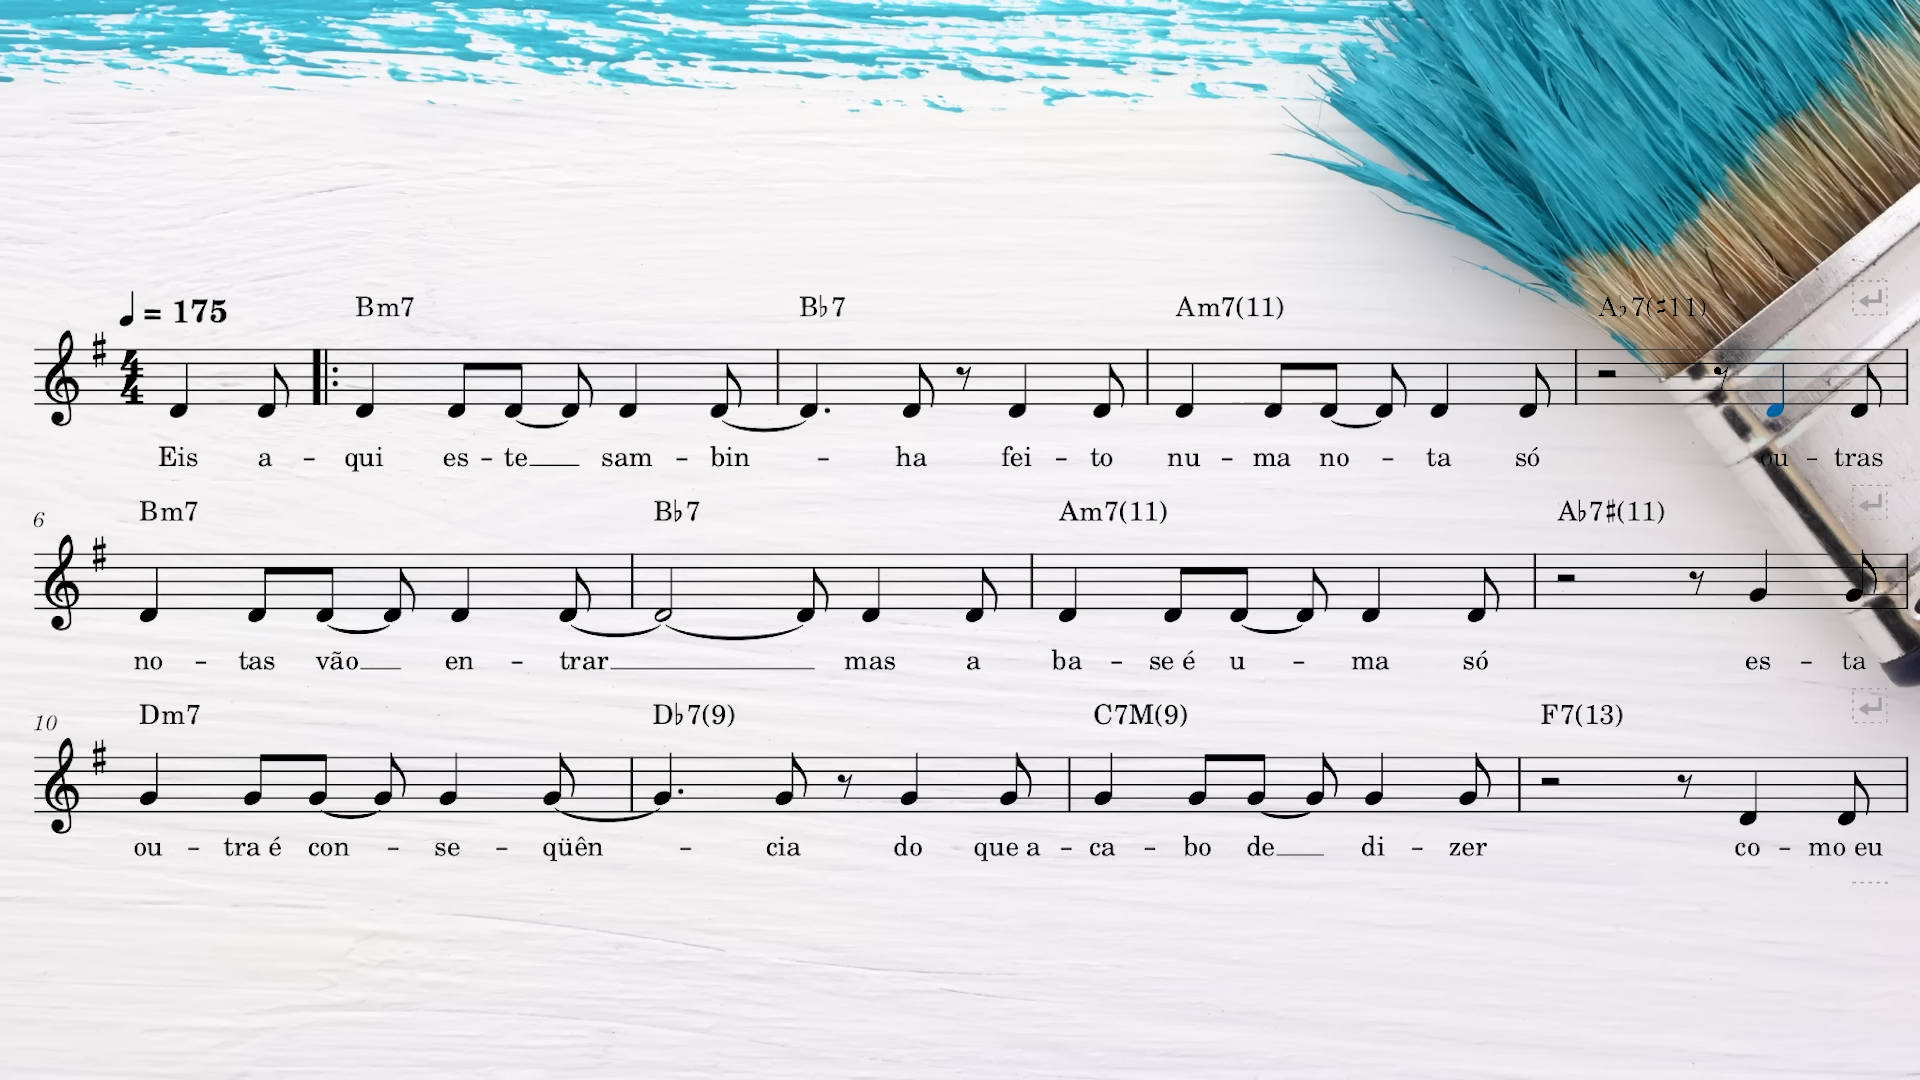 = 175 Bm7 B♭7 Am7(11) A♭7(♯11)
4
4
Eis a - qui es - te sam - bin - ha fei - to nu - ma no - ta só ou - tras
6 Bm7 B♭7 Am7(11) A♭7♯(11)
no - tas vão en - trar mas a ba - se é u - ma só es - ta
10 Dm7 D♭7(9) C7M(9) F7(13)
ou - tra é con - se - qüên - cia do que a - ca - bo de di - zer co - mo eu